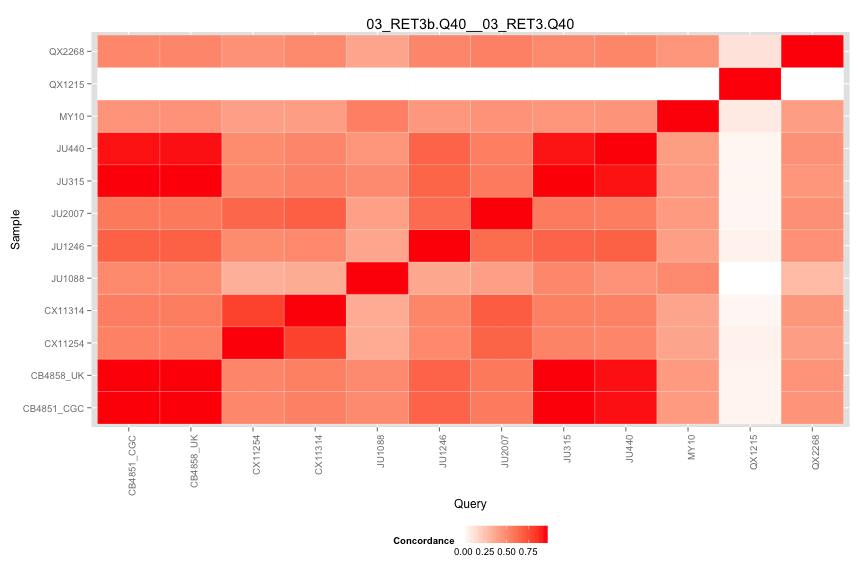 03_RET3b.Q40__03_RET3.Q40
Sample
QX2268
QX1215
MY10
JU440
JU315
JU2007
JU1246
JU1088
CX11314
CX11254
CB4858_UK
CB4851_CGC
CB4851_CGC
CB4858_UK
CX11254
CX11314
JU1088
JU1246
JU2007
JU315
JU440
MY10
QX1215
QX2268
Query
Concordance
0.00 0.25 0.50 0.75